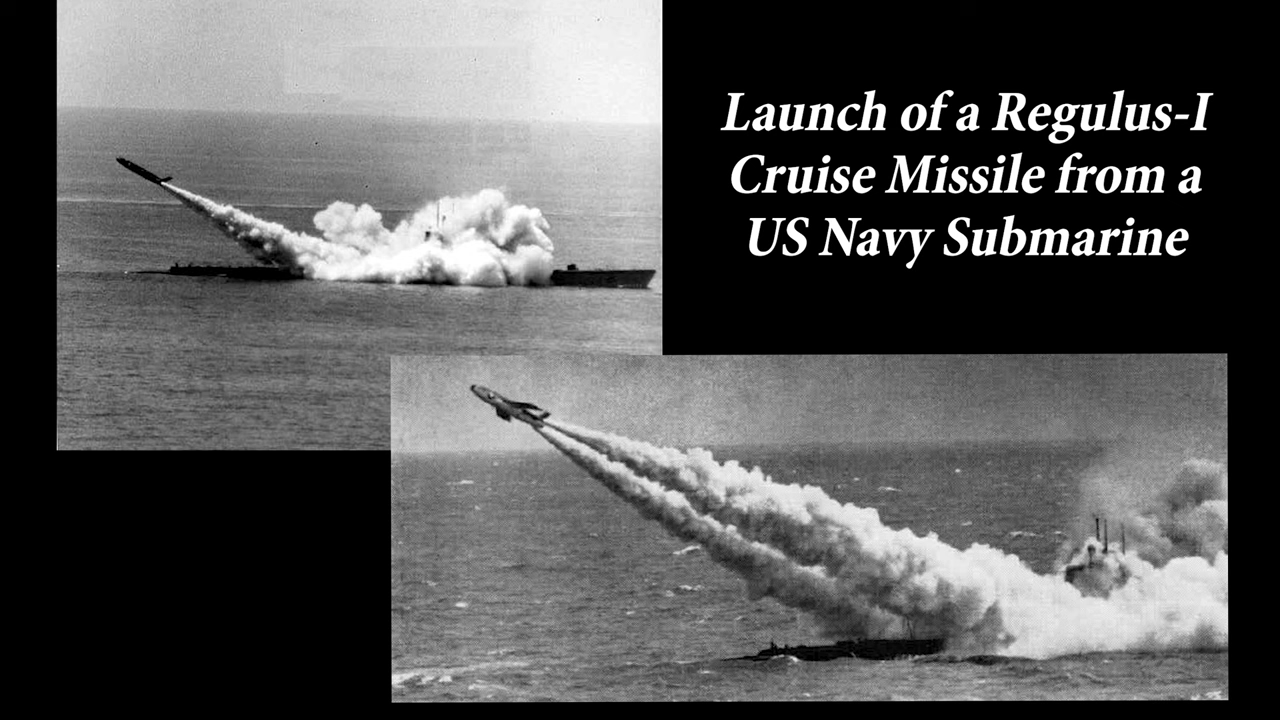 Launch of a Regulus-I
Cruise Missile from a
US Navy Submarine